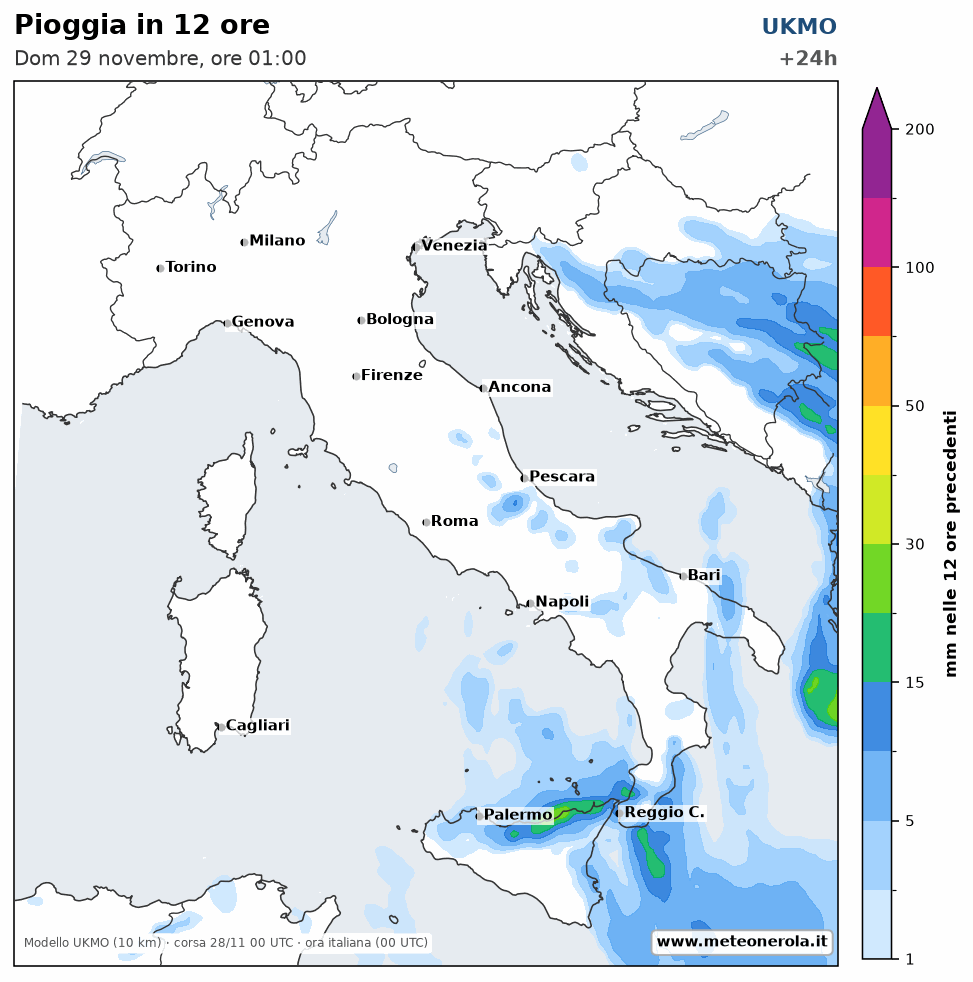 Pioggia in 12 ore
UKMO
Dom 29 novembre, ore 01:00
+24h
200
100
50
30
15
5
1
mm nelle 12 ore precedenti
Milano
Venezia
Torino
Genova
Bologna
Firenze
Ancona
Pescara
Roma
Bari
Napoli
Cagliari
Palermo
Reggio C.
Modello UKMO (10 km) · corsa 28/11 00 UTC · ora italiana (00 UTC)
www.meteonerola.it